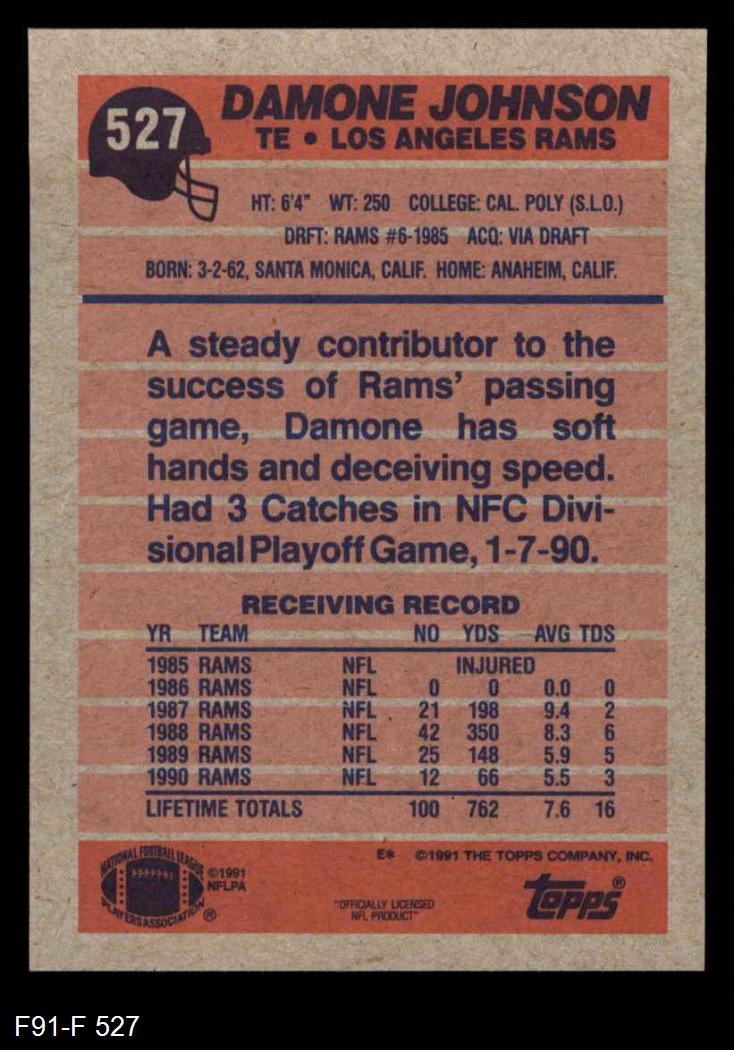 527
DAMONE JOHNSON
TE • LOS ANGELES RAMS
HT: 6'4" WT: 250 COLLEGE: CAL. POLY (S.L.O.)
DRFT: RAMS #6-1985 ACQ: VIA DRAFT
BORN: 3-2-62, SANTA MONICA, CALIF. HOME: ANAHEIM, CALIF.
A steady contributor to the
success of Rams' passing
game, Damone has soft
hands and deceiving speed.
Had 3 Catches in NFC Divi-
sional Playoff Game, 1-7-90.
RECEIVING RECORD
YR TEAM NO YDS AVG TDS
1985 RAMS NFL INJURED
1986 RAMS NFL 0 0 0.0 0
1987 RAMS NFL 21 198 9.4 2
1988 RAMS NFL 42 350 8.3 6
1989 RAMS NFL 25 148 5.9 5
1990 RAMS NFL 12 66 5.5 3
LIFETIME TOTALS 100 762 7.6 16
NATIONAL FOOTBALL LEAGUE
PLAYERS ASSOCIATION ®
©1991
NFLPA
E* ©1991 THE TOPPS COMPANY, INC.
"OFFICIALLY LICENSED
NFL PRODUCT"
topps®
F91-F 527